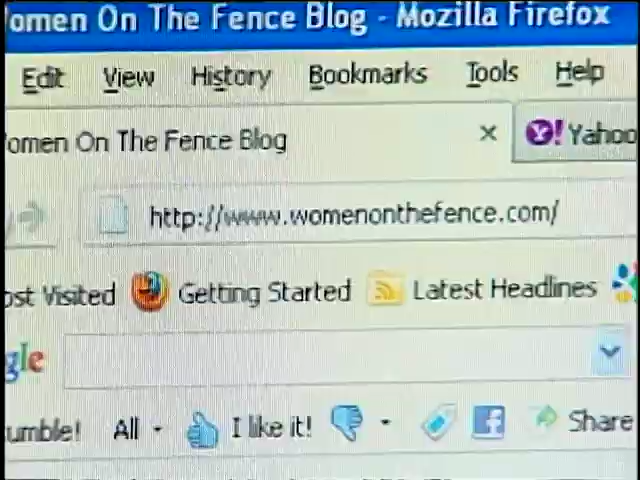 omen On The Fence Blog - Mozilla Firefox
Edit View History Bookmarks Tools Help
omen On The Fence Blog × Y! Yahoo
http://www.womenonthefence.com/
ost Visited Getting Started Latest Headlines
gle
umble! All I like it! Share